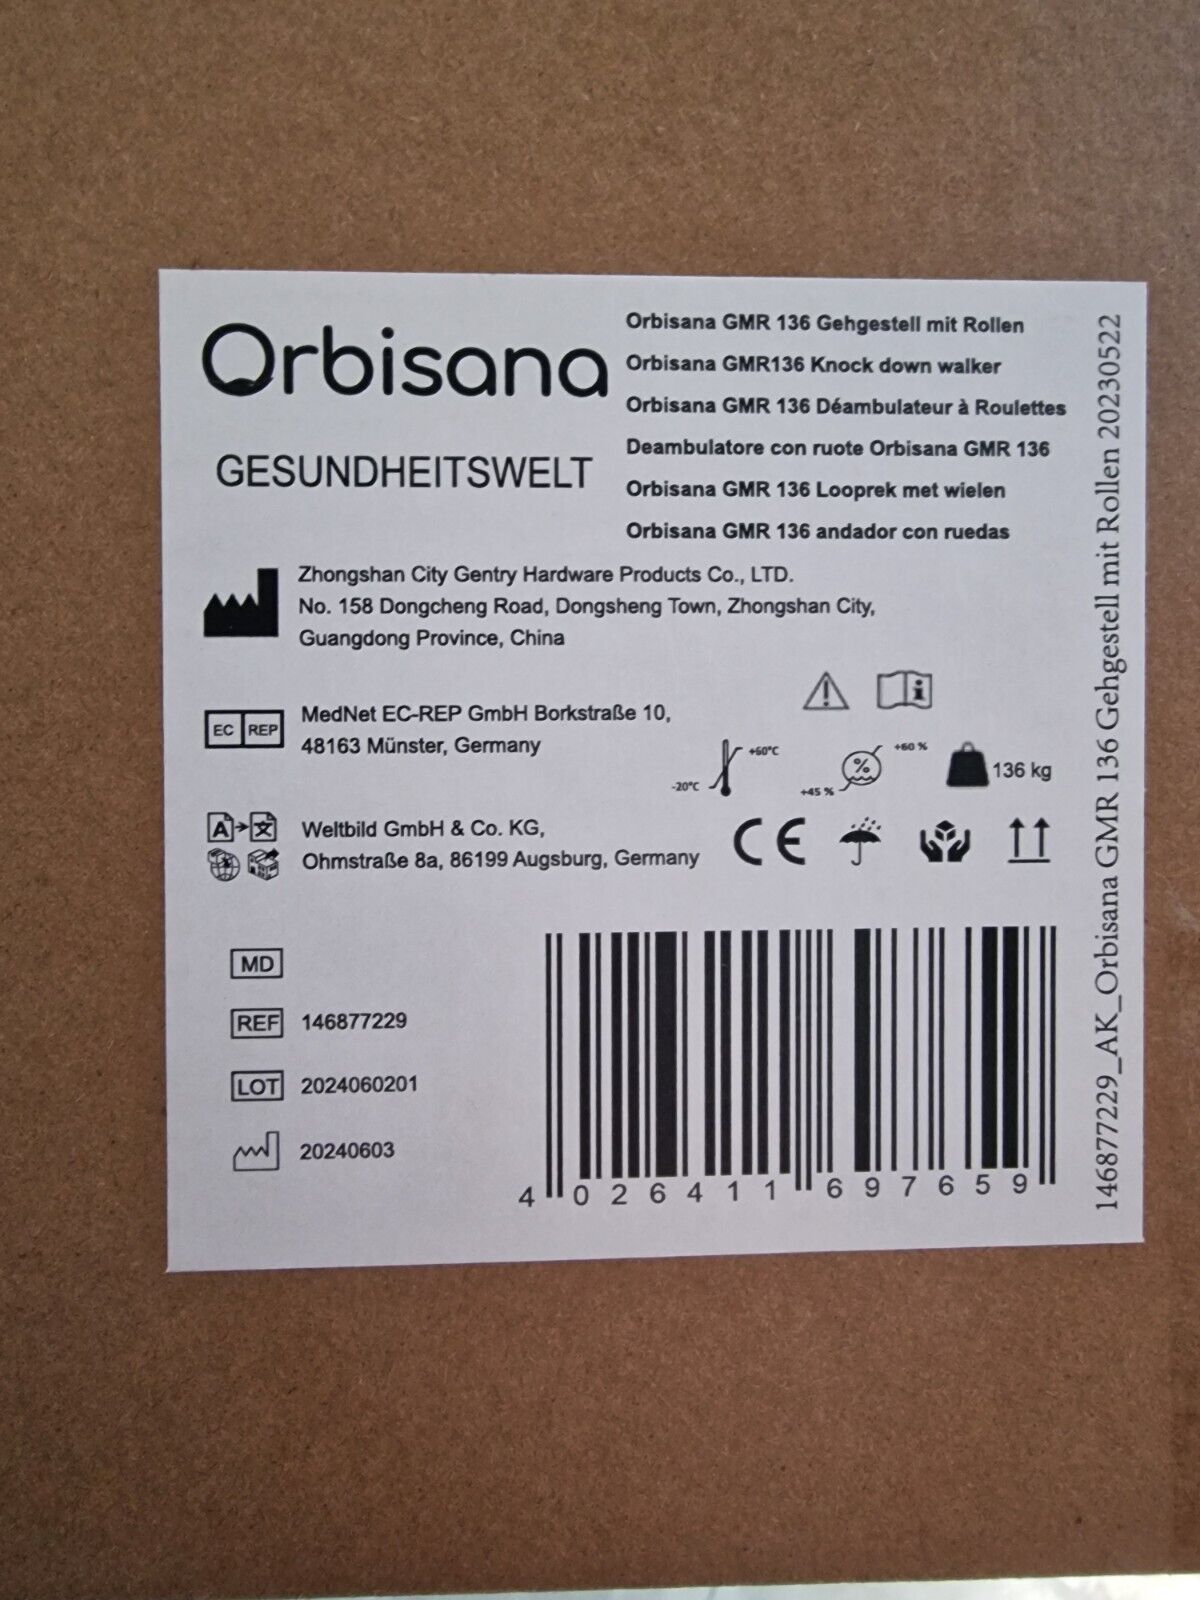 Orbisana
GESUNDHEITSWELT
Orbisana GMR 136 Gehgestell mit Rollen
Orbisana GMR136 Knock down walker
Orbisana GMR 136 Déambulateur à Roulettes
Deambulatore con ruote Orbisana GMR 136
Orbisana GMR 136 Looprek met wielen
Orbisana GMR 136 andador con ruedas
Zhongshan City Gentry Hardware Products Co., LTD.
No. 158 Dongcheng Road, Dongsheng Town, Zhongshan City,
Guangdong Province, China
EC REP
MedNet EC-REP GmbH Borkstraße 10,
48163 Münster, Germany
-20°C +60°C
+45 % % +60 %
136 kg
A 文
Weltbild GmbH & Co. KG,
Ohmstraße 8a, 86199 Augsburg, Germany
CE
MD
REF 146877229
LOT 2024060201
20240603
4 026411 697659
146877229_AK_Orbisana GMR 136 Gehgestell mit Rollen 20230522